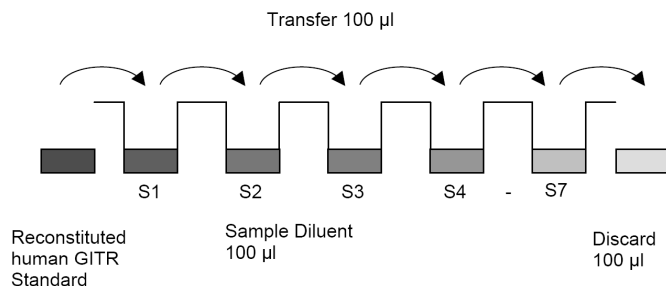 Transfer 100 µl
S1 S2 S3 S4 - S7
Reconstituted
human GITR
Standard
Sample Diluent
100 µl
Discard
100 µl